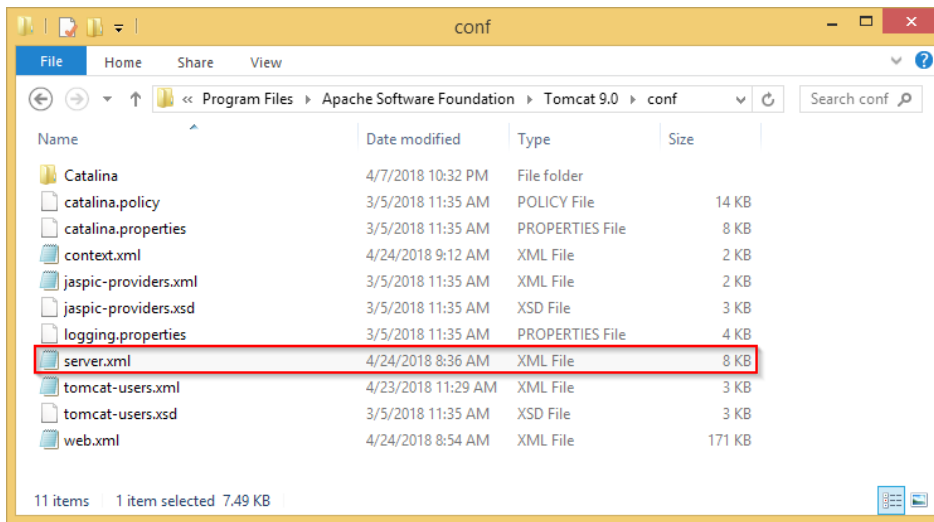 conf
File Home Share View
« Program Files Apache Software Foundation Tomcat 9.0 conf Search conf
Name Date modified Type Size
Catalina 4/7/2018 10:32 PM File folder
catalina.policy 3/5/2018 11:35 AM POLICY File 14 KB
catalina.properties 3/5/2018 11:35 AM PROPERTIES File 8 KB
context.xml 4/24/2018 9:12 AM XML File 2 KB
jaspic-providers.xml 3/5/2018 11:35 AM XML File 2 KB
jaspic-providers.xsd 3/5/2018 11:35 AM XSD File 3 KB
logging.properties 3/5/2018 11:35 AM PROPERTIES File 4 KB
server.xml 4/24/2018 8:36 AM XML File 8 KB
tomcat-users.xml 4/23/2018 11:29 AM XML File 3 KB
tomcat-users.xsd 3/5/2018 11:35 AM XSD File 3 KB
web.xml 4/24/2018 8:54 AM XML File 171 KB
11 items 1 item selected 7.49 KB